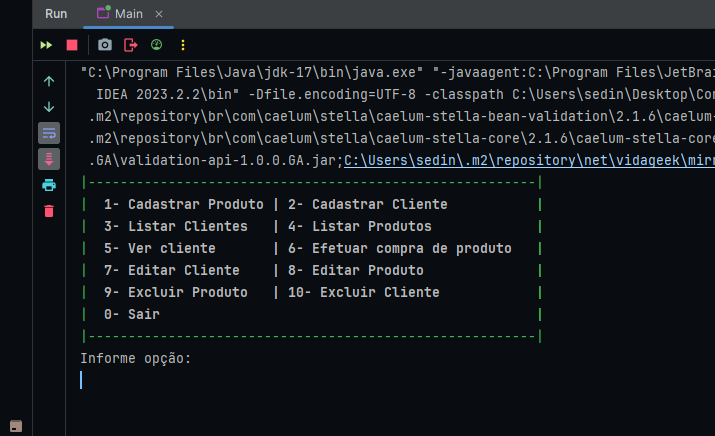 Run Main
"C:\Program Files\Java\jdk-17\bin\java.exe" "-javaagent:C:\Program Files\JetBrai
IDEA 2023.2.2\bin" -Dfile.encoding=UTF-8 -classpath C:\Users\sedin\Desktop\Con
.m2\repository\br\com\caelum\stella\caelum-stella-bean-validation\2.1.6\caelum-
.m2\repository\br\com\caelum\stella\caelum-stella-core\2.1.6\caelum-stella-core
.GA\validation-api-1.0.0.GA.jar;C:\Users\sedin\.m2\repository\net\vidageek\mirr
|--------------------------------------------------------|
| 1- Cadastrar Produto | 2- Cadastrar Cliente |
| 3- Listar Clientes | 4- Listar Produtos |
| 5- Ver cliente | 6- Efetuar compra de produto |
| 7- Editar Cliente | 8- Editar Produto |
| 9- Excluir Produto | 10- Excluir Cliente |
| 0- Sair |
|--------------------------------------------------------|
Informe opção: